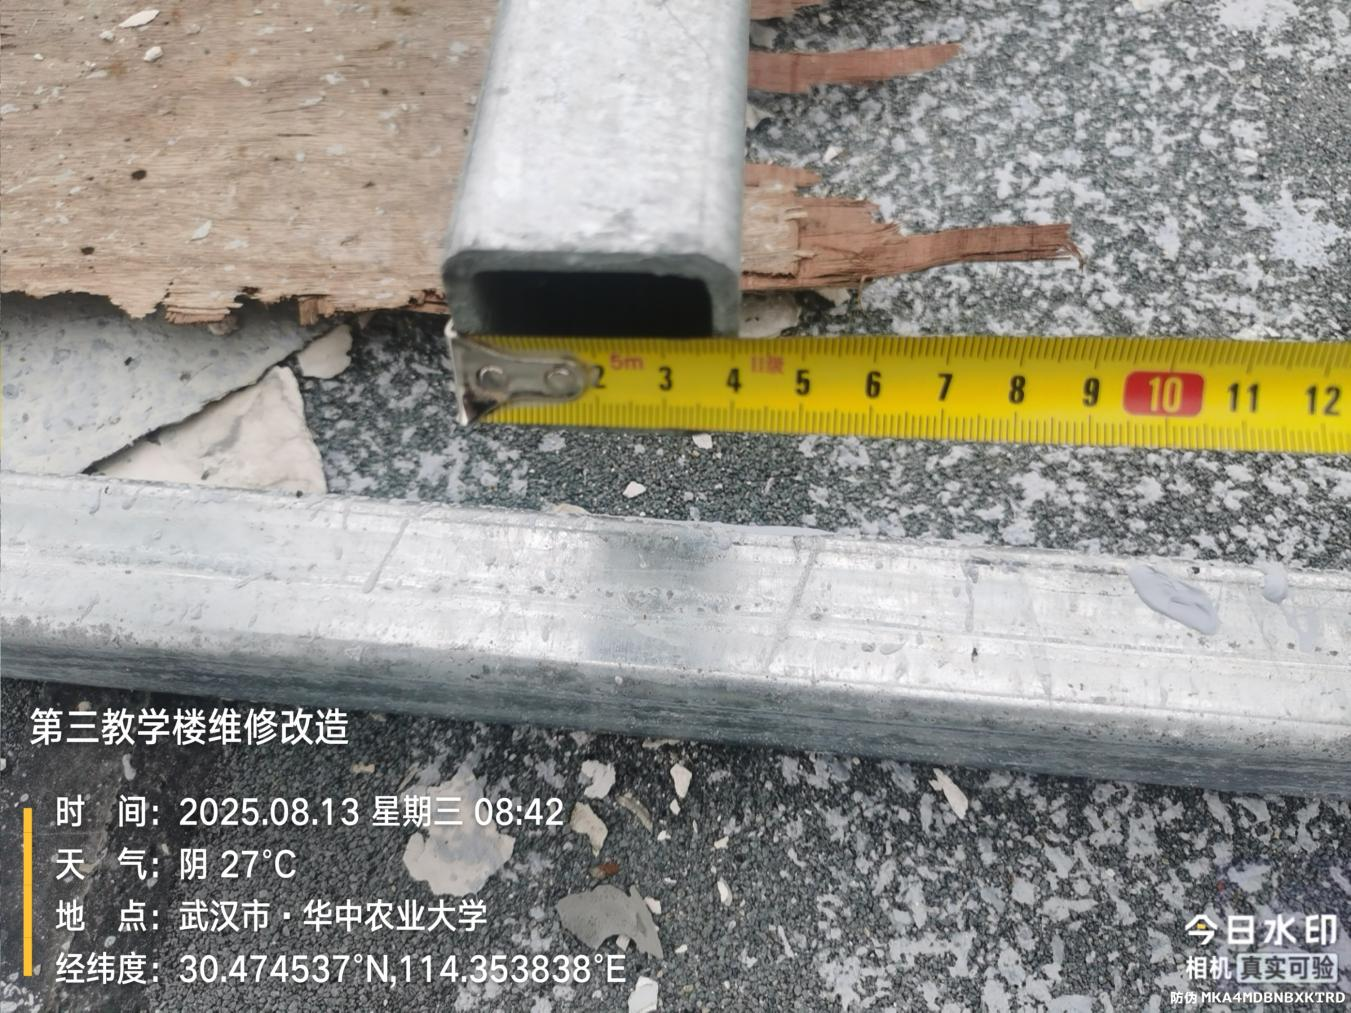 5m
II级
2 3 4 5 6 7 8 9 10 11 12
第三教学楼维修改造
时 间：2025.08.13 星期三 08:42
天 气：阴 27°C
地 点：武汉市·华中农业大学
经纬度：30.474537°N,114.353838°E
今日水印
相机 真实可验
防伪 MKA4MDBNBXKTRD